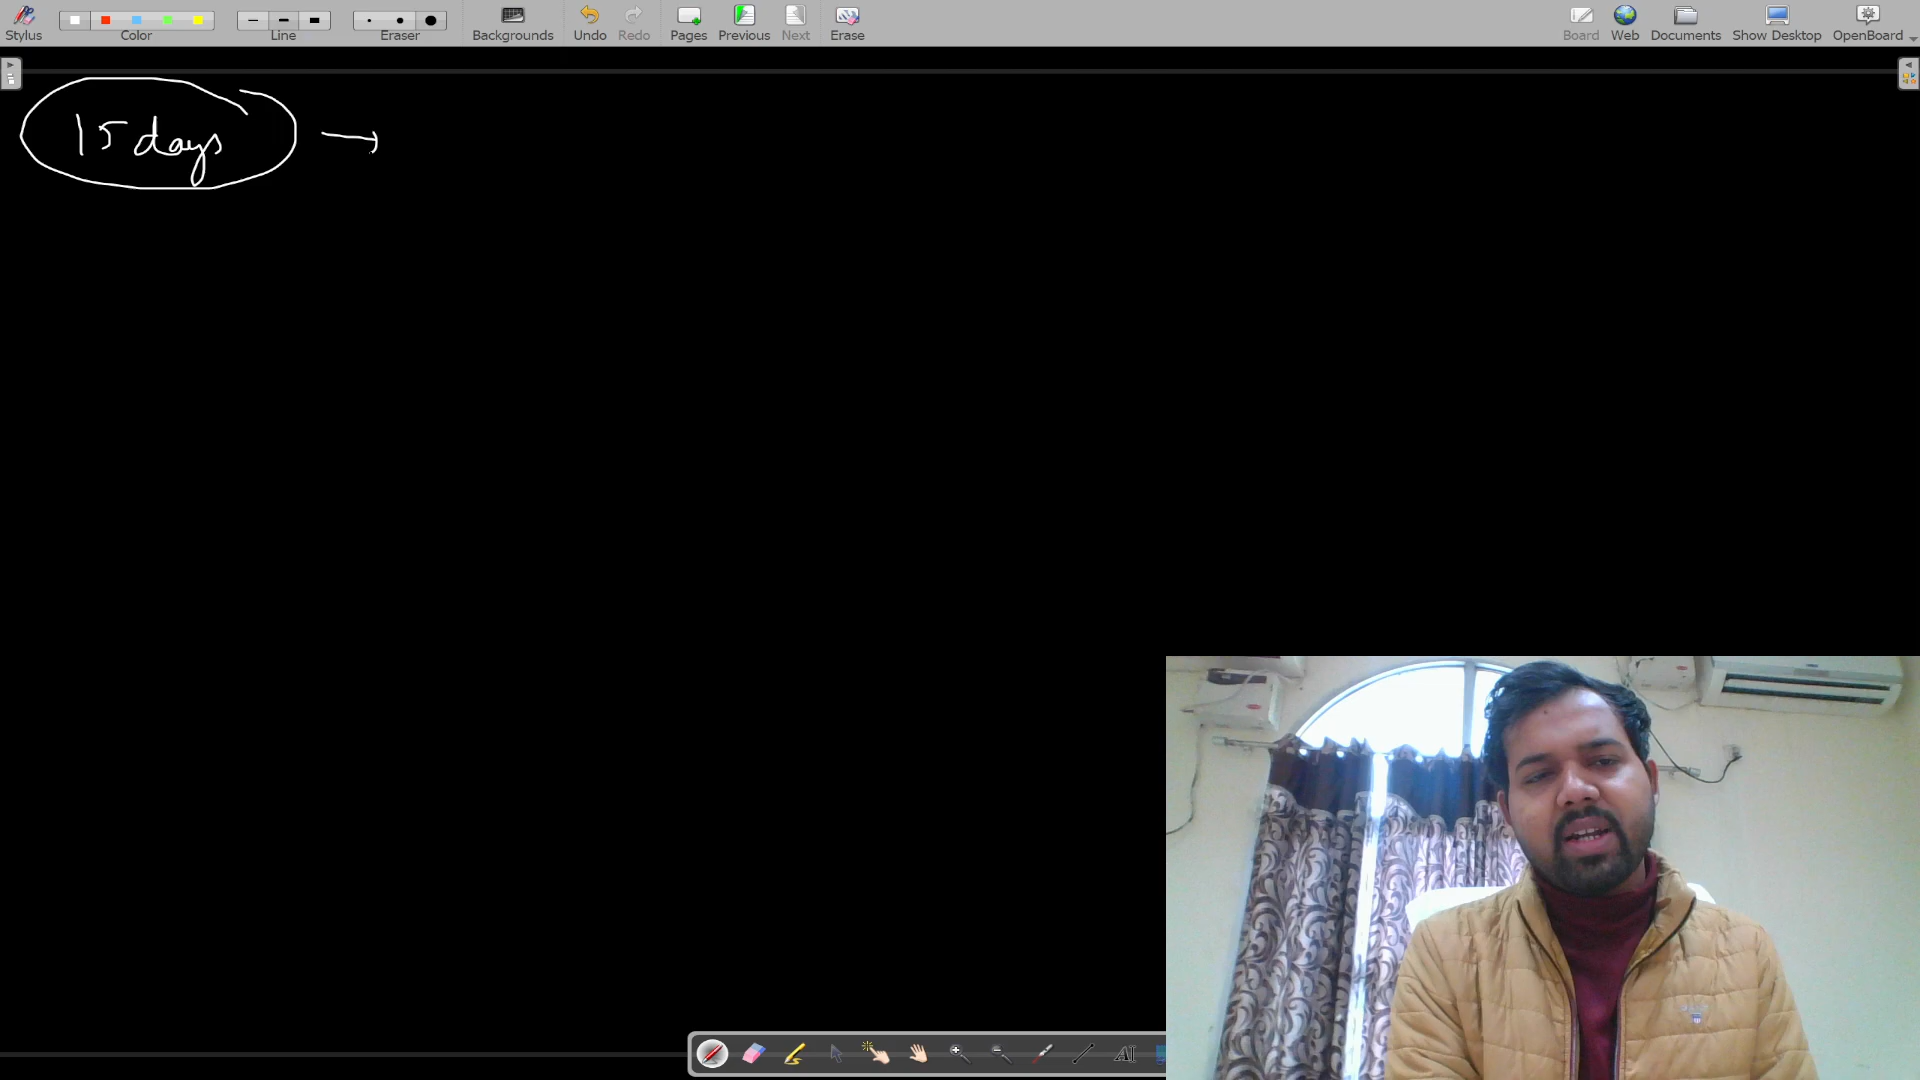 Stylus Color Line Eraser Backgrounds Undo Redo Pages Previous Next Erase Board Web Documents Show Desktop OpenBoard
15 days →